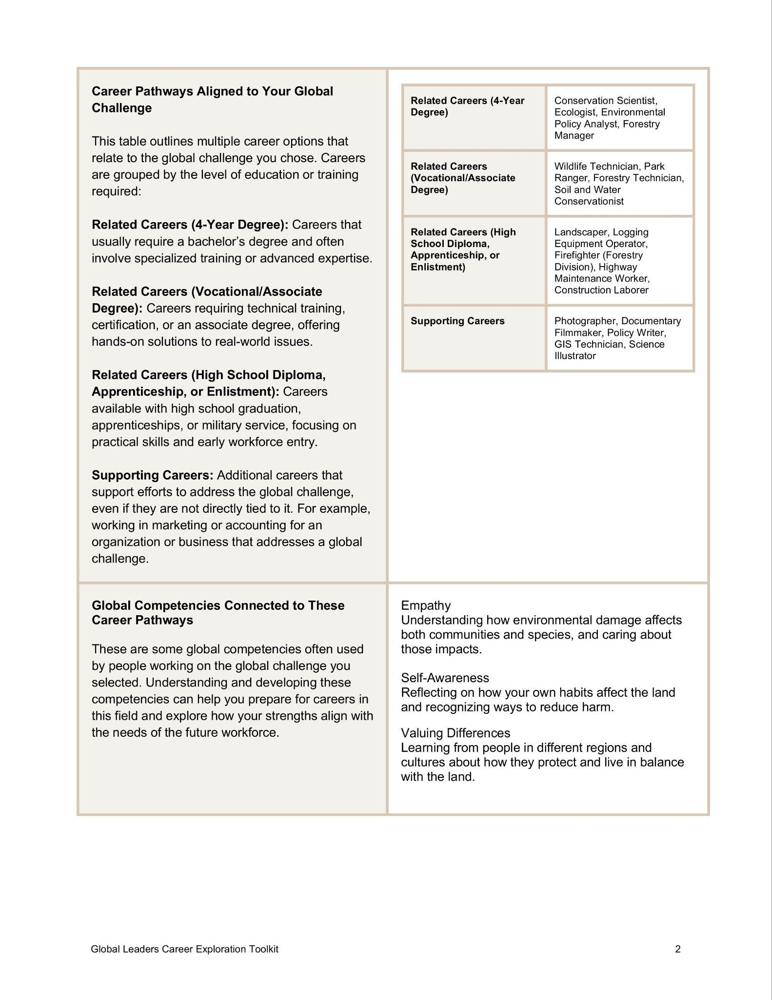 Career Pathways Aligned to Your Global
Challenge
This table outlines multiple career options that
relate to the global challenge you chose. Careers
are grouped by the level of education or training
required:
Related Careers (4-Year Degree): Careers that
usually require a bachelor’s degree and often
involve specialized training or advanced expertise.
Related Careers (Vocational/Associate
Degree): Careers requiring technical training,
certification, or an associate degree, offering
hands-on solutions to real-world issues.
Related Careers (High School Diploma,
Apprenticeship, or Enlistment): Careers
available with high school graduation,
apprenticeships, or military service, focusing on
practical skills and early workforce entry.
Supporting Careers: Additional careers that
support efforts to address the global challenge,
even if they are not directly tied to it. For example,
working in marketing or accounting for an
organization or business that addresses a global
challenge.
Related Careers (4-Year
Degree)
Conservation Scientist,
Ecologist, Environmental
Policy Analyst, Forestry
Manager
Related Careers
(Vocational/Associate
Degree)
Wildlife Technician, Park
Ranger, Forestry Technician,
Soil and Water
Conservationist
Related Careers (High
School Diploma,
Apprenticeship, or
Enlistment)
Landscaper, Logging
Equipment Operator,
Firefighter (Forestry
Division), Highway
Maintenance Worker,
Construction Laborer
Supporting Careers
Photographer, Documentary
Filmmaker, Policy Writer,
GIS Technician, Science
Illustrator
Global Competencies Connected to These
Career Pathways
These are some global competencies often used
by people working on the global challenge you
selected. Understanding and developing these
competencies can help you prepare for careers in
this field and explore how your strengths align with
the needs of the future workforce.
Empathy
Understanding how environmental damage affects
both communities and species, and caring about
those impacts.
Self-Awareness
Reflecting on how your own habits affect the land
and recognizing ways to reduce harm.
Valuing Differences
Learning from people in different regions and
cultures about how they protect and live in balance
with the land.
Global Leaders Career Exploration Toolkit
2